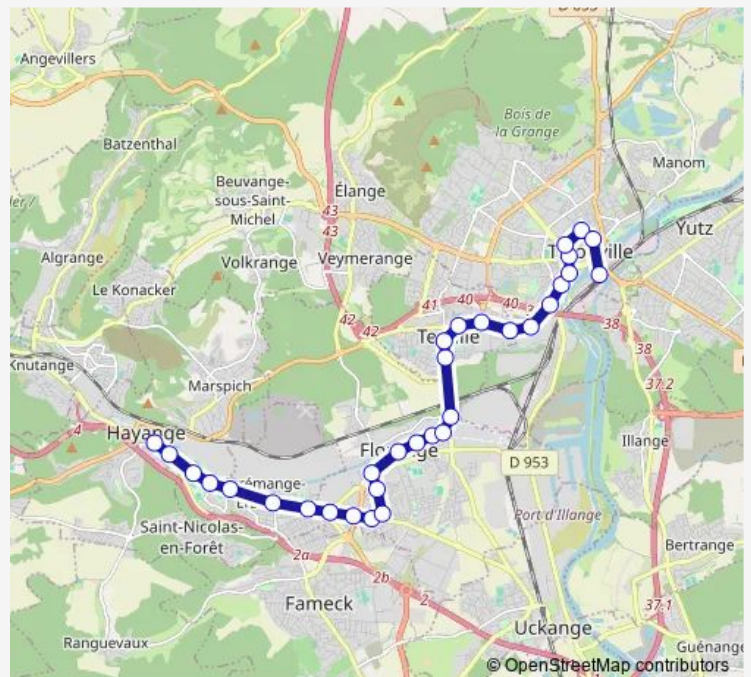 Angevillers
Bois de
la Grange
Batzenthal
Manom
Beuvange-
sous-Saint-
Michel
Élange
Yutz
43
43
Algrange
Volkrange
Veymerange
Le Konacker
41
40
40
42
42
38
38
Knutange
Marspich
37.2
4
Hayange
Illange
D 953
Port d'Illange
Saint-Nicolas-
en-Forêt
2a
Bertrange
2b
2
Fameck
37.1
Uckange
Ranguevaux
Guénange
© OpenStreetMap contributors